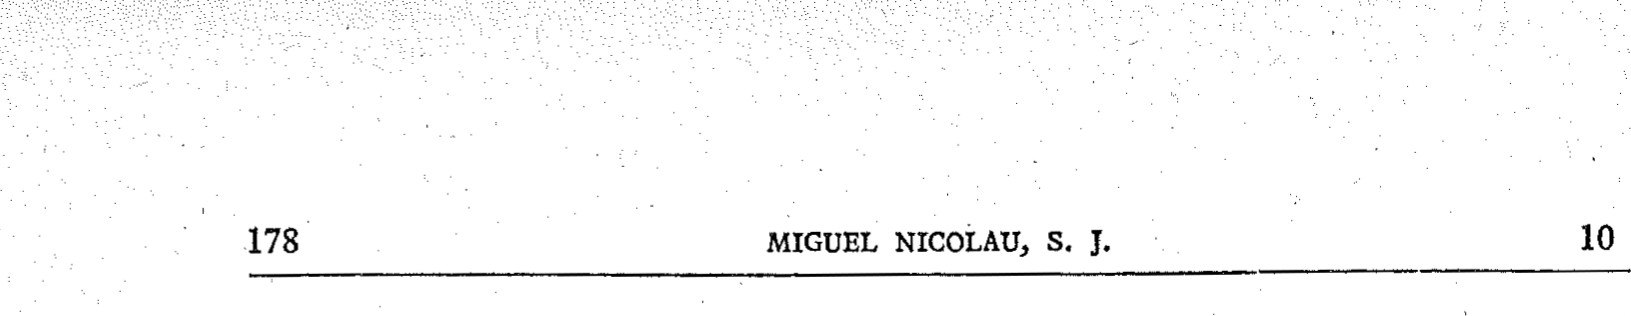 178 MIGUEL NICOLAU, S. J. 10